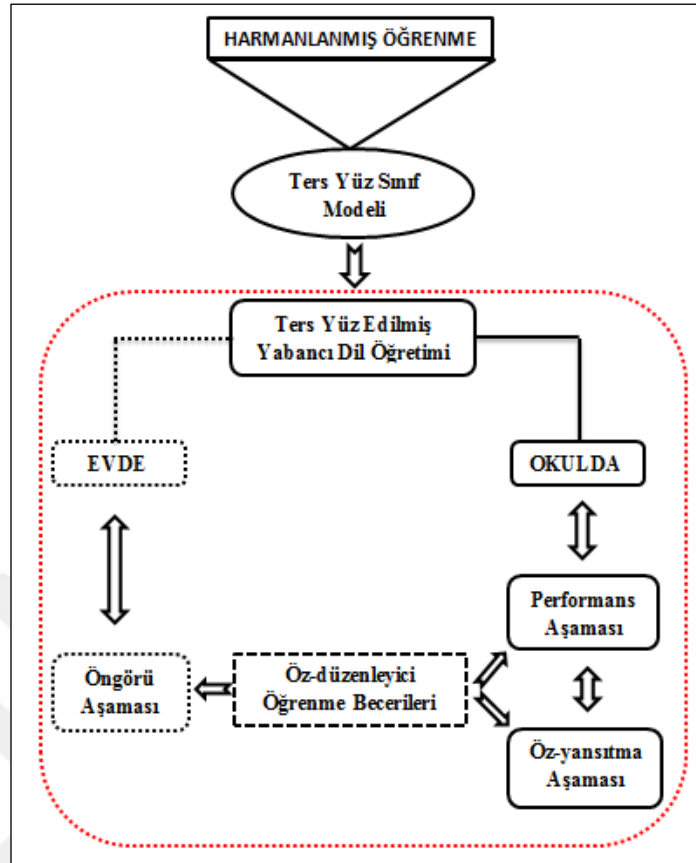 HARMANLANMIŞ ÖĞRENME
Ters Yüz Sınıf
Modeli
Ters Yüz Edilmiş
Yabancı Dil Öğretimi
EVDE
OKULDA
Performans
Aşaması
Öngörü
Aşaması
Öz-düzenleyici
Öğrenme Becerileri
Öz-yansıtma
Aşaması